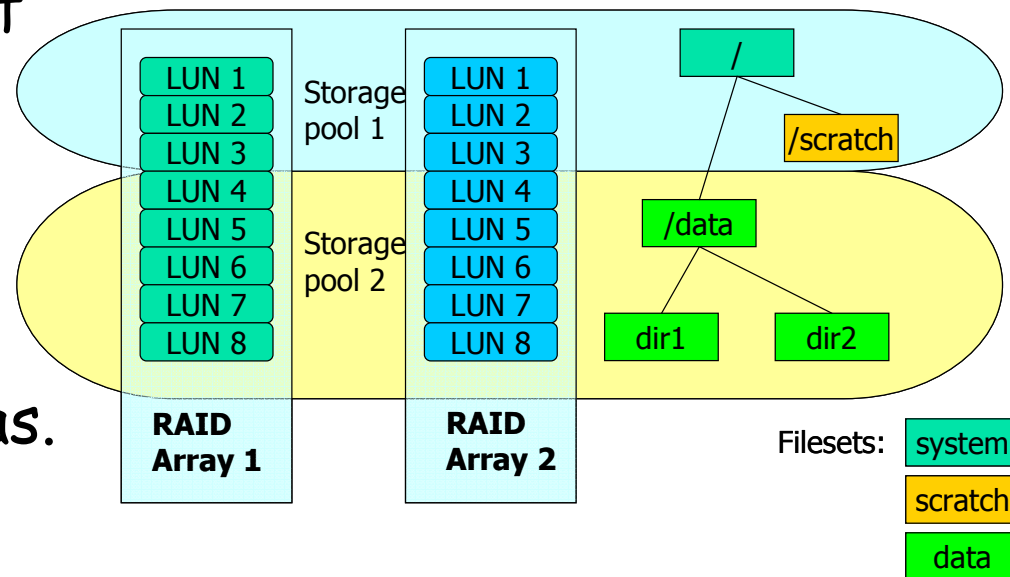 T
LUN 1
LUN 2
LUN 3
LUN 4
LUN 5
LUN 6
LUN 7
LUN 8
RAID
Array 1
Storage
pool 1
Storage
pool 2
LUN 1
LUN 2
LUN 3
LUN 4
LUN 5
LUN 6
LUN 7
LUN 8
RAID
Array 2
/
/scratch
/data
dir1
dir2
as.
Filesets:
system
scratch
data